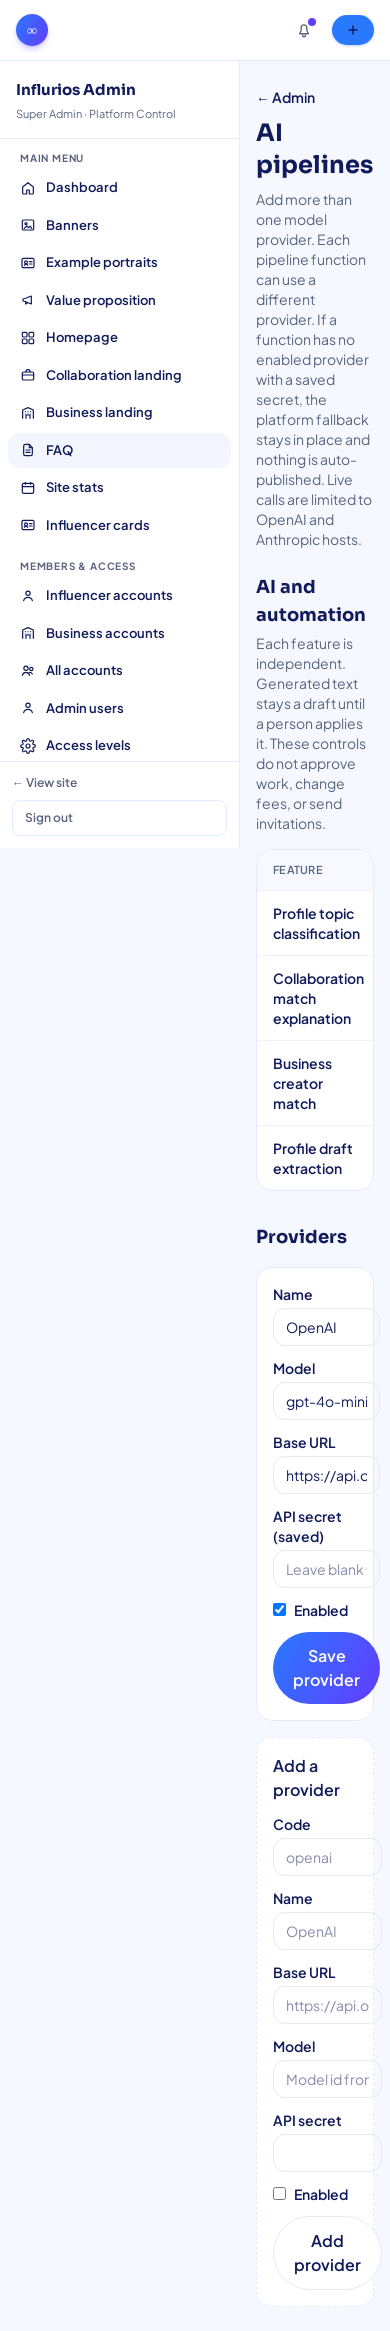 Influrios Admin
Super Admin · Platform Control
MAIN MENU
Dashboard
Banners
Example portraits
Value proposition
Homepage
Collaboration landing
Business landing
FAQ
Site stats
Influencer cards
MEMBERS & ACCESS
Influencer accounts
Business accounts
All accounts
Admin users
Access levels
← View site
Sign out
← Admin
AI
pipelines
Add more than
one model
provider. Each
pipeline function
can use a
different
provider. If a
function has no
enabled provider
with a saved
secret, the
platform fallback
stays in place and
nothing is auto-
published. Live
calls are limited to
OpenAI and
Anthropic hosts.
AI and
automation
Each feature is
independent.
Generated text
stays a draft until
a person applies
it. These controls
do not approve
work, change
fees, or send
invitations.
FEATURE
Profile topic
classification
Collaboration
match
explanation
Business
creator
match
Profile draft
extraction
Providers
Name
OpenAI
Model
gpt-4o-mini
Base URL
https://api.c
API secret
(saved)
Leave blank
Enabled
Save
provider
Add a
provider
Code
openai
Name
OpenAI
Base URL
https://api.o
Model
Model id fror
API secret
Enabled
Add
provider